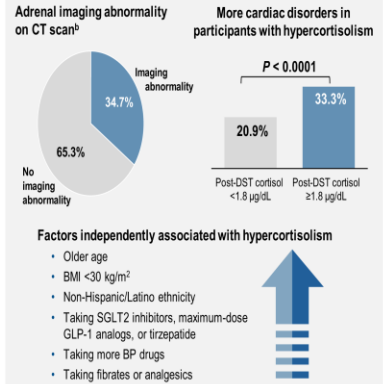 Adrenal imaging abnormality
on CT scanᵇ
Imaging
abnormality
34.7%
65.3%
No
imaging
abnormality
More cardiac disorders in
participants with hypercortisolism
P < 0.0001
33.3%
20.9%
Post-DST cortisol
<1.8 µg/dL
Post-DST cortisol
≥1.8 µg/dL
Factors independently associated with hypercortisolism
• Older age
• BMI <30 kg/m²
• Non-Hispanic/Latino ethnicity
• Taking SGLT2 inhibitors, maximum-dose
GLP-1 analogs, or tirzepatide
• Taking more BP drugs
• Taking fibrates or analgesics